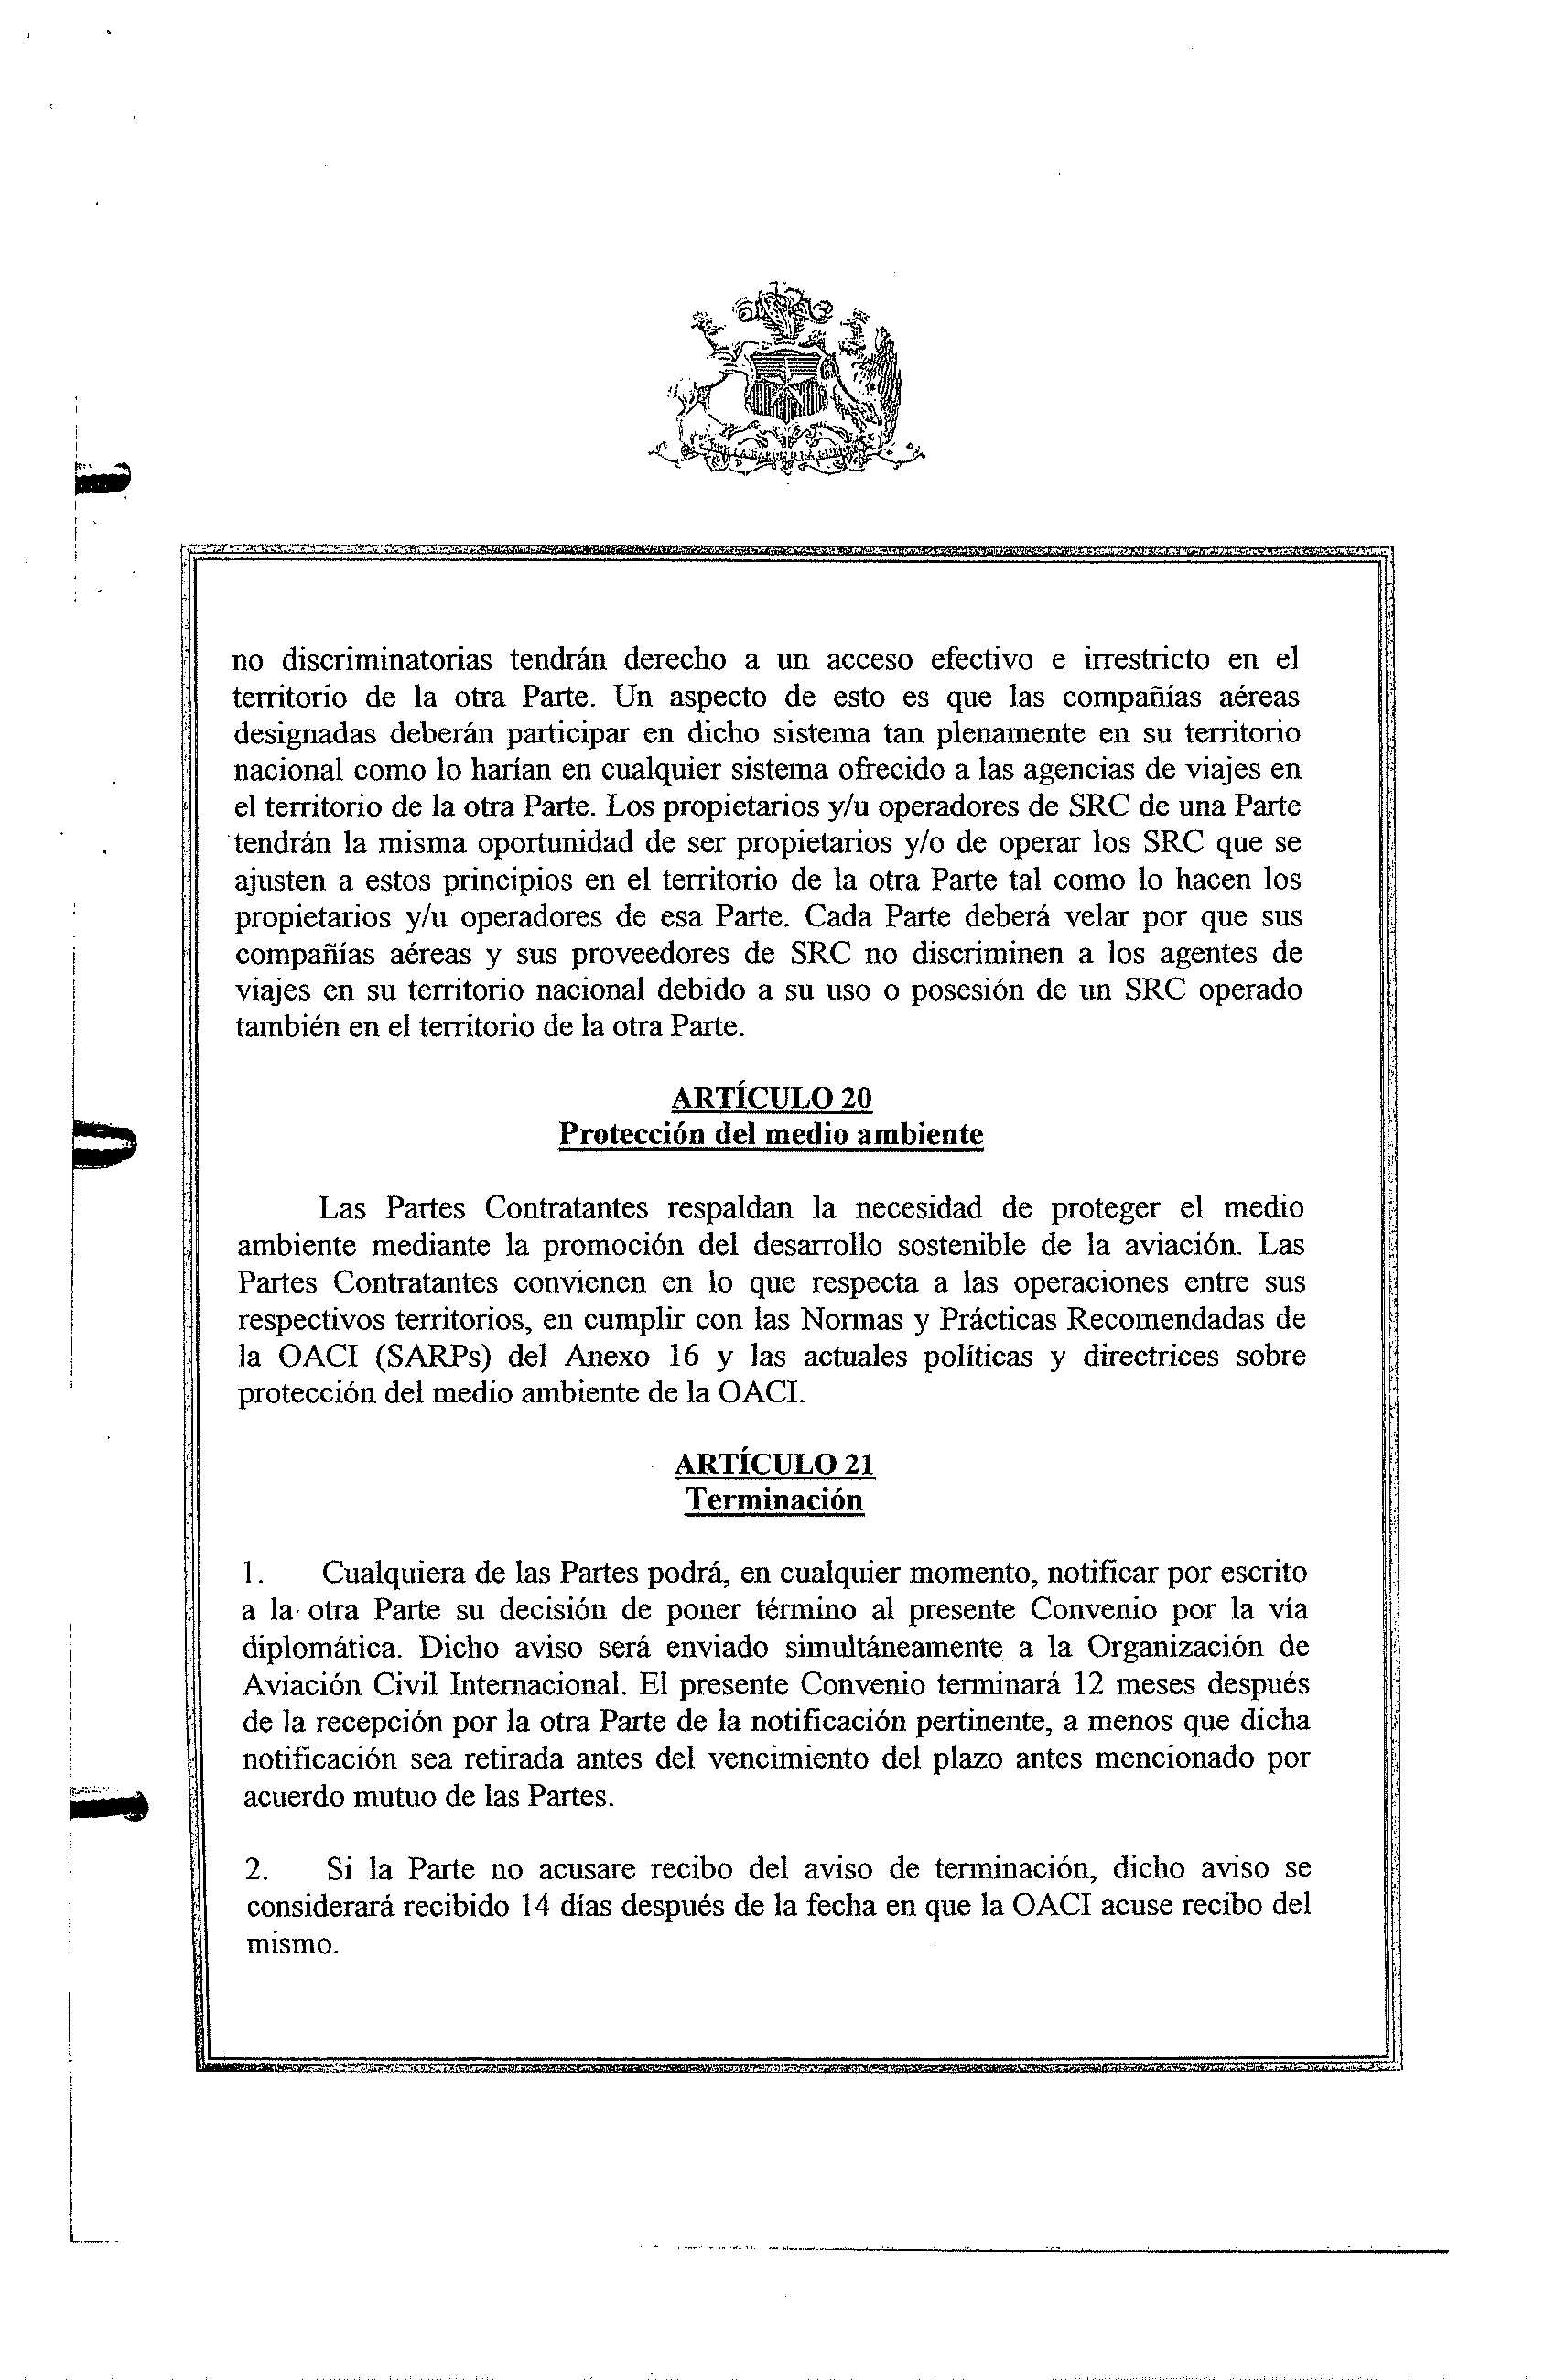 no discriminatorias tendrán derecho a un acceso efectivo e irrestricto en el
territorio de la otra Parte. Un aspecto de esto es que las compañías aéreas
designadas deberán participar en dicho sistema tan plenamente en su territorio
nacional como lo harían en cualquier sistema ofrecido a las agencias de viajes en
el territorio de la otra Parte. Los propietarios y/u operadores de SRC de una Parte
tendrán la misma oportunidad de ser propietarios y/o de operar los SRC que se
ajusten a estos principios en el territorio de la otra Parte tal como lo hacen los
propietarios y/u operadores de esa Parte. Cada Parte deberá velar por que sus
compañías aéreas y sus proveedores de SRC no discriminen a los agentes de
viajes en su territorio nacional debido a su uso o posesión de un SRC operado
también en el territorio de la otra Parte.
ARTÍCULO 20
Protección del medio ambiente
Las Partes Contratantes respaldan la necesidad de proteger el medio
ambiente mediante la promoción del desarrollo sostenible de la aviación. Las
Partes Contratantes convienen en lo que respecta a las operaciones entre sus
respectivos territorios, en cumplir con las Normas y Prácticas Recomendadas de
la OACI (SARPs) del Anexo 16 y las actuales políticas y directrices sobre
protección del medio ambiente de la OACI.
ARTÍCULO 21
Terminación
1. Cualquiera de las Partes podrá, en cualquier momento, notificar por escrito
a la otra Parte su decisión de poner término al presente Convenio por la vía
diplomática. Dicho aviso será enviado simultáneamente a la Organización de
Aviación Civil Internacional. El presente Convenio terminará 12 meses después
de la recepción por la otra Parte de la notificación pertinente, a menos que dicha
notificación sea retirada antes del vencimiento del plazo antes mencionado por
acuerdo mutuo de las Partes.
2. Si la Parte no acusare recibo del aviso de terminación, dicho aviso se
considerará recibido 14 días después de la fecha en que la OACI acuse recibo del
mismo.